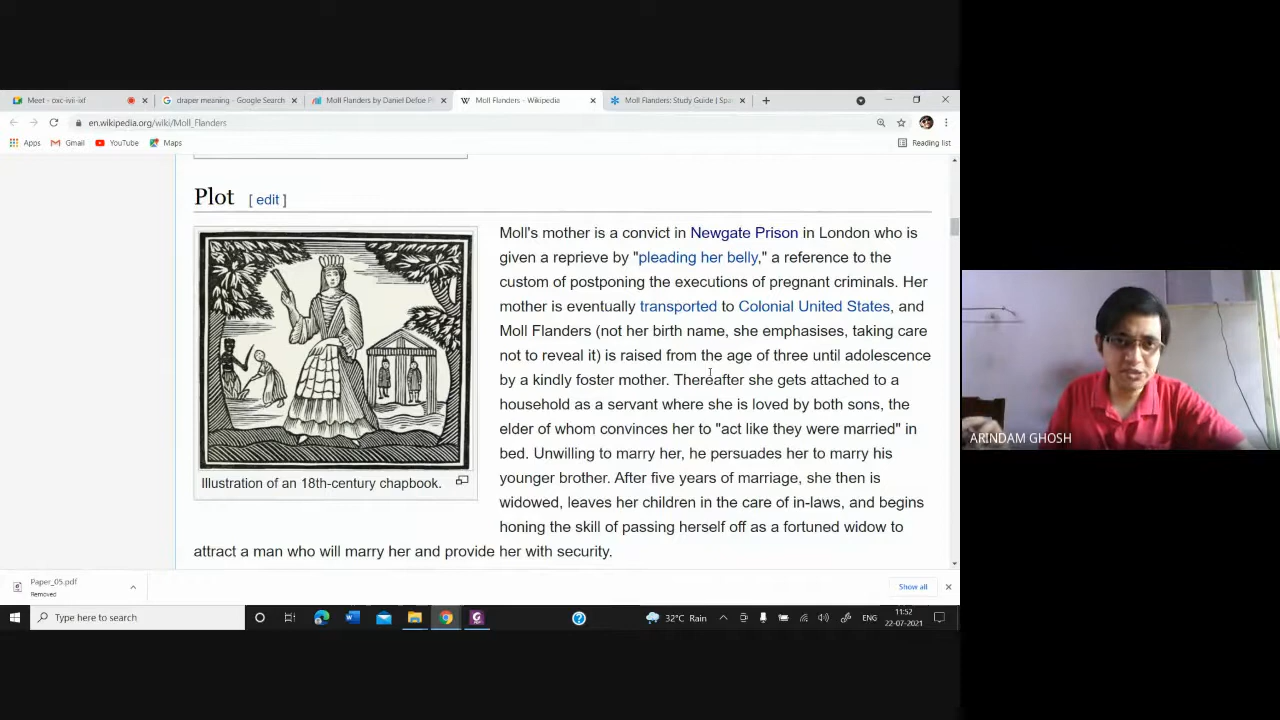 Meet - oxc-ivii-ixf
draper meaning - Google Search
Moll Flanders by Daniel Defoe P
Moll Flanders - Wikipedia
Moll Flanders: Study Guide | Spa
en.wikipedia.org/wiki/Moll_Flanders
Apps Gmail YouTube Maps Reading list
Plot [ edit ]
Moll's mother is a convict in Newgate Prison in London who is
given a reprieve by "pleading her belly," a reference to the
custom of postponing the executions of pregnant criminals. Her
mother is eventually transported to Colonial United States, and
Moll Flanders (not her birth name, she emphasises, taking care
not to reveal it) is raised from the age of three until adolescence
by a kindly foster mother. Thereafter she gets attached to a
household as a servant where she is loved by both sons, the
elder of whom convinces her to "act like they were married" in
bed. Unwilling to marry her, he persuades her to marry his
younger brother. After five years of marriage, she then is
widowed, leaves her children in the care of in-laws, and begins
honing the skill of passing herself off as a fortuned widow to
attract a man who will marry her and provide her with security.
Illustration of an 18th-century chapbook.
ARINDAM GHOSH
Paper_05.pdf
Removed
Show all
Type here to search
32°C Rain
ENG
11:52
22-07-2021